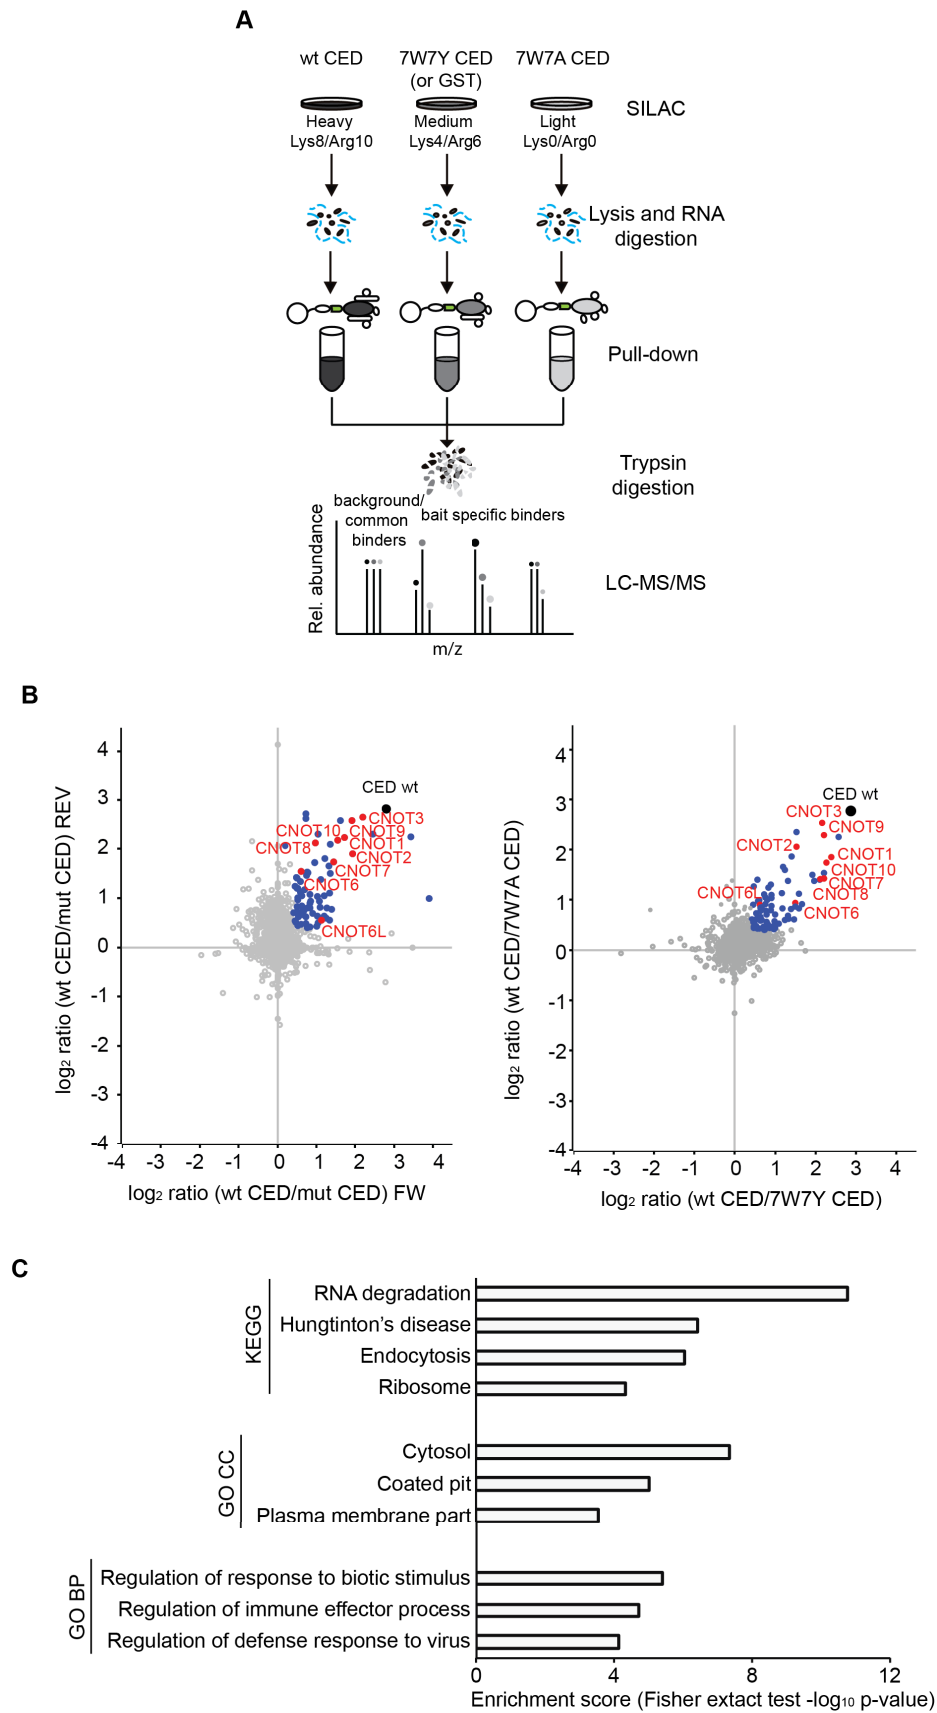 A
wt CED
7W7Y CED
(or GST)
7W7A CED
SILAC
Heavy
Lys8/Arg10
Medium
Lys4/Arg6
Light
Lys0/Arg0
Lysis and RNA
digestion
Pull-down
Trypsin
digestion
background/
common
binders
bait specific binders
Rel. abundance
LC-MS/MS
m/z
B
log2 ratio (wt CED/mut CED) REV
4
3
2
1
0
-1
-2
-3
-4
CED wt
CNOT3
CNOT10
CNOT9
CNOT8
CNOT1
CNOT2
CNOT7
CNOT6
CNOT6L
-4 -3 -2 -1 0 1 2 3 4
log2 ratio (wt CED/mut CED) FW
log2 ratio (wt CED/7W7A CED)
4
3
2
1
0
-1
-2
-3
-4
CED wt
CNOT3
CNOT9
CNOT2
CNOT1
CNOT10
CNOT7
CNOT6L
CNOT8
CNOT6
-4 -3 -2 -1 0 1 2 3 4
log2 ratio (wt CED/7W7Y CED)
C
KEGG
RNA degradation
Hungtinton's disease
Endocytosis
Ribosome
GO CC
Cytosol
Coated pit
Plasma membrane part
GO BP
Regulation of response to biotic stimulus
Regulation of immune effector process
Regulation of defense response to virus
0 4 8 12
Enrichment score (Fisher extact test -log10 p-value)